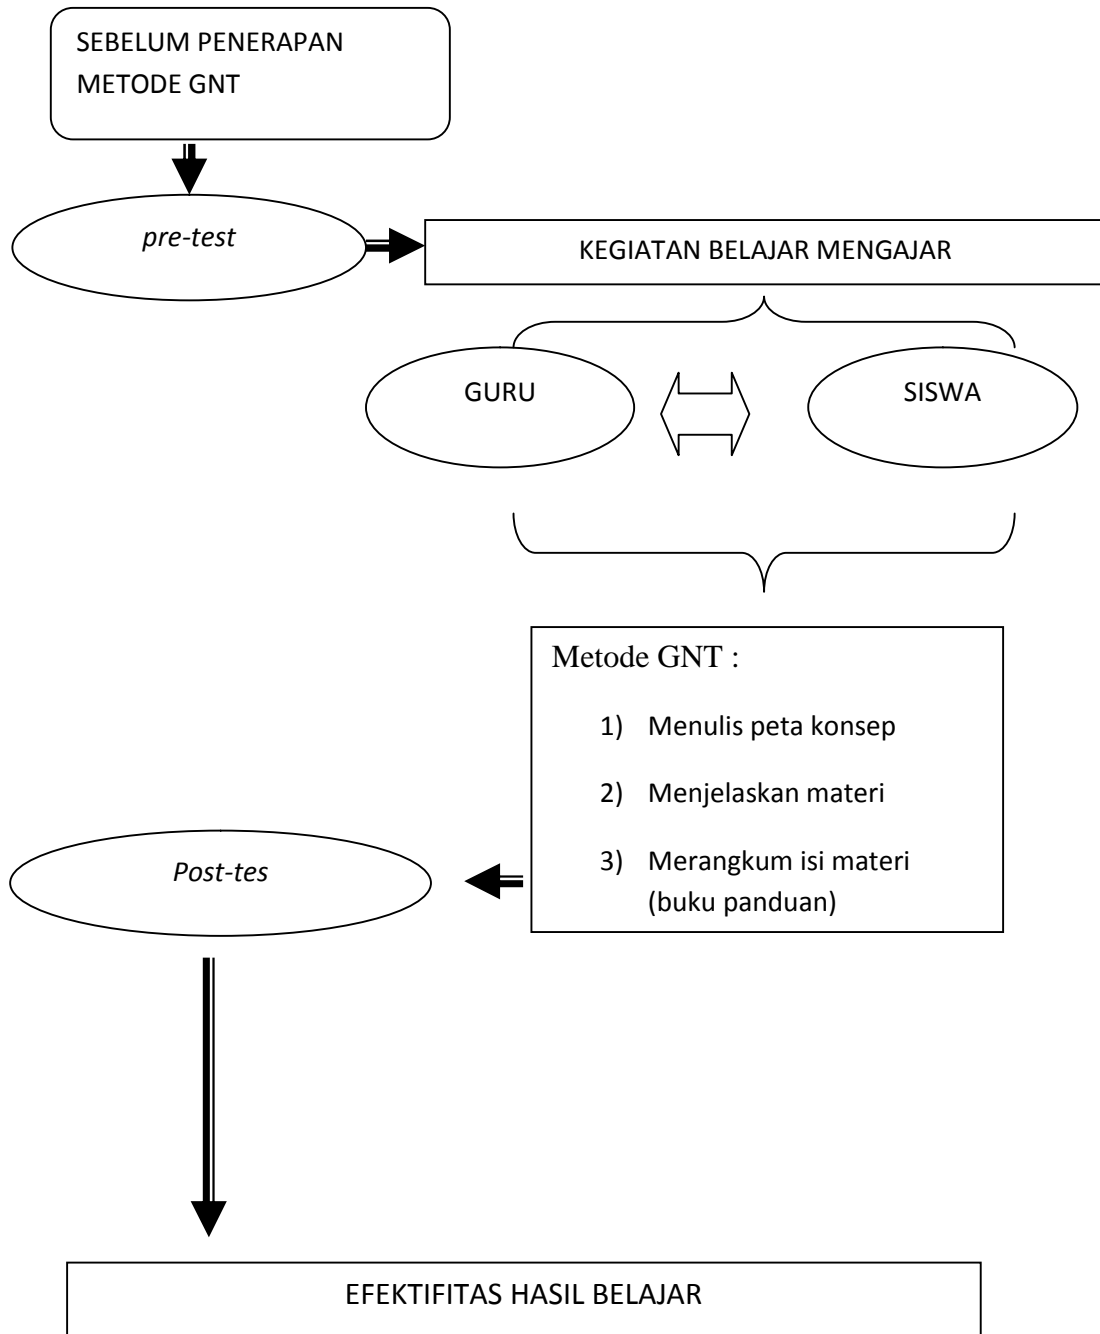 SEBELUM PENERAPAN
METODE GNT
pre-test
KEGIATAN BELAJAR MENGAJAR
GURU
SISWA
Metode GNT :
1) Menulis peta konsep
2) Menjelaskan materi
3) Merangkum isi materi
(buku panduan)
Post-tes
EFEKTIFITAS HASIL BELAJAR